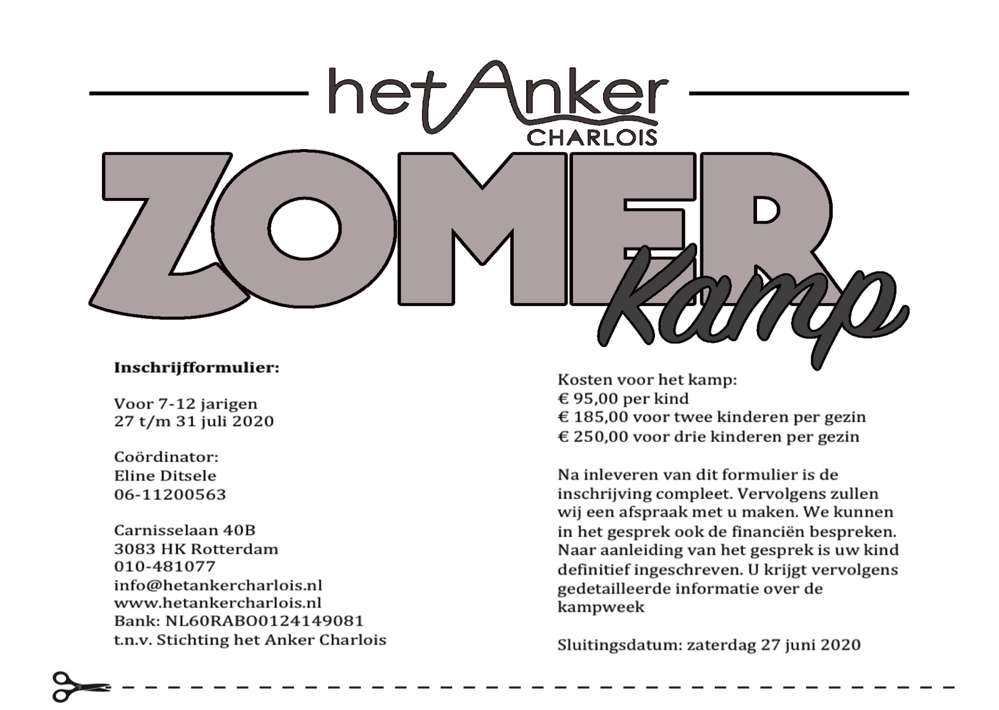 het Anker
CHARLOIS
ZOMER
Kamp
Inschrijfformulier:
Voor 7-12 jarigen
27 t/m 31 juli 2020
Coördinator:
Eline Ditsele
06-11200563
Carnisselaan 40B
3083 HK Rotterdam
010-481077
info@hetankercharlois.nl
www.hetankercharlois.nl
Bank: NL60RABO0124149081
t.n.v. Stichting het Anker Charlois
Kosten voor het kamp:
€ 95,00 per kind
€ 185,00 voor twee kinderen per gezin
€ 250,00 voor drie kinderen per gezin
Na inleveren van dit formulier is de
inschrijving compleet. Vervolgens zullen
wij een afspraak met u maken. We kunnen
in het gesprek ook de financiën bespreken.
Naar aanleiding van het gesprek is uw kind
definitief ingeschreven. U krijgt vervolgens
gedetailleerde informatie over de
kampweek
Sluitingsdatum: zaterdag 27 juni 2020